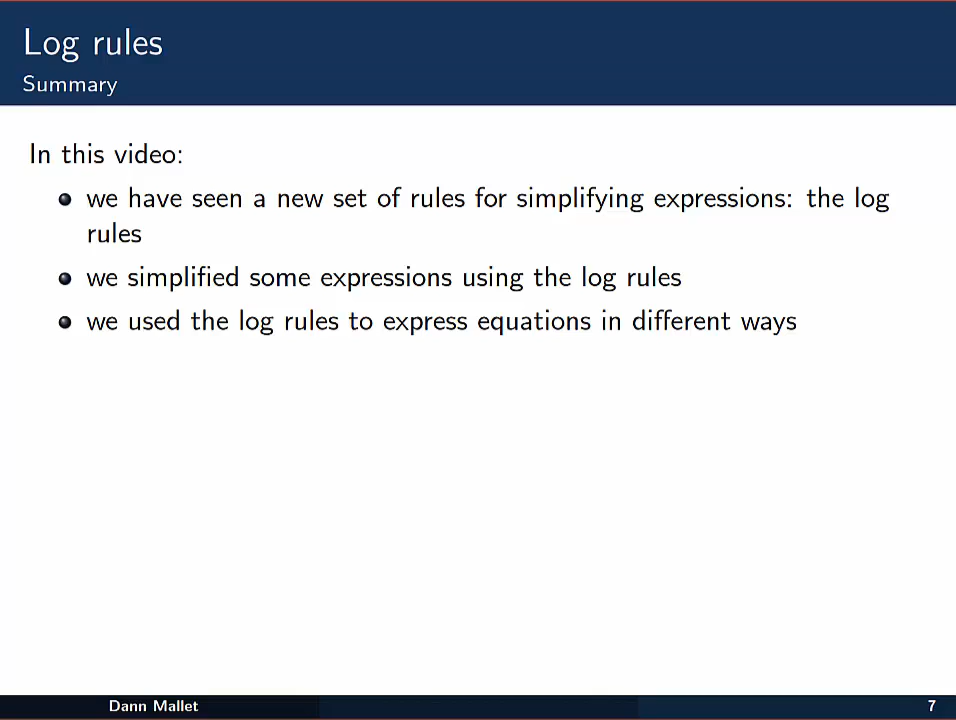 Log rules
Summary
In this video:
we have seen a new set of rules for simplifying expressions: the log
rules
we simplified some expressions using the log rules
we used the log rules to express equations in different ways
Dann Mallet
7